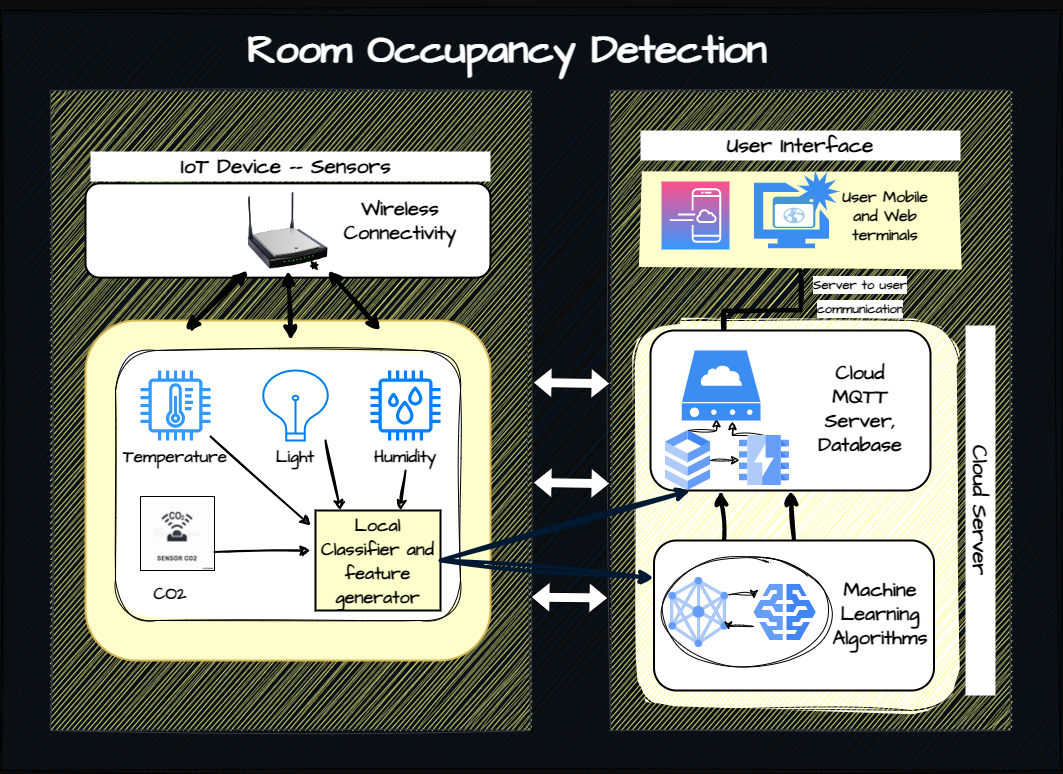 Room Occupancy Detection
IoT Device -- Sensors
Wireless
Connectivity
Temperature
Light
Humidity
CO2
SENSOR CO2
CO2
Local
Classifier and
feature
generator
User Interface
User Mobile
and Web
terminals
Server to user
communication
Cloud
MQTT
Server,
Database
Machine
Learning
Algorithms
Cloud Server